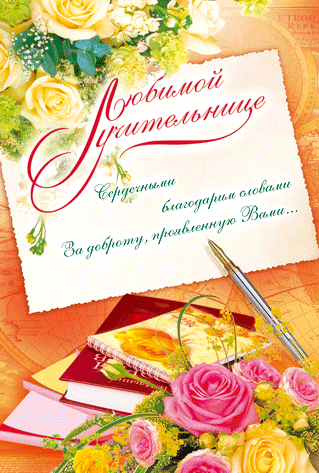 Любимой
учительнице
Сердечными
благодарим словами
За доброту, проявленную Вами...